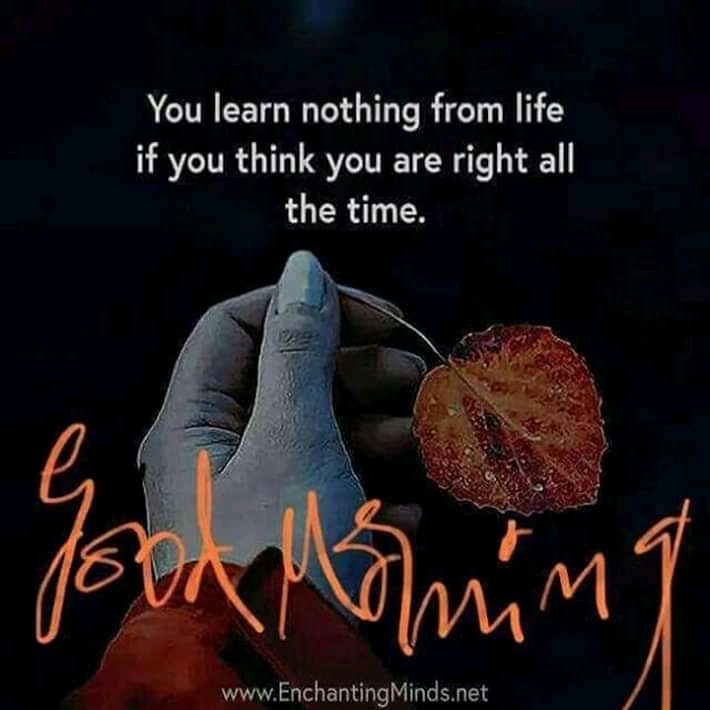 You learn nothing from life
if you think you are right all
the time.
Good Morning
www.EnchantingMinds.net